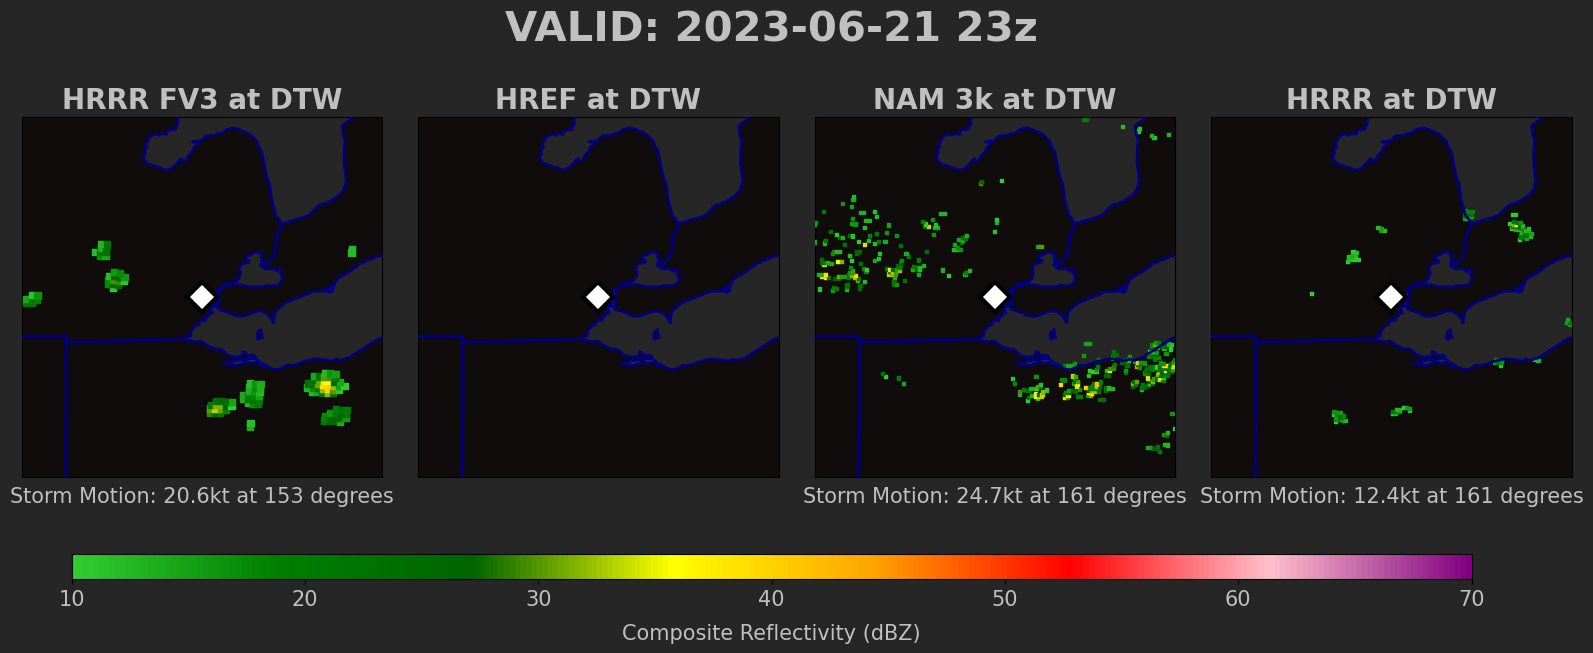 VALID: 2023-06-21 23z
HRRR FV3 at DTW
HREF at DTW
NAM 3k at DTW
HRRR at DTW
Storm Motion: 20.6kt at 153 degrees
Storm Motion: 24.7kt at 161 degrees
Storm Motion: 12.4kt at 161 degrees
10 20 30 40 50 60 70
Composite Reflectivity (dBZ)